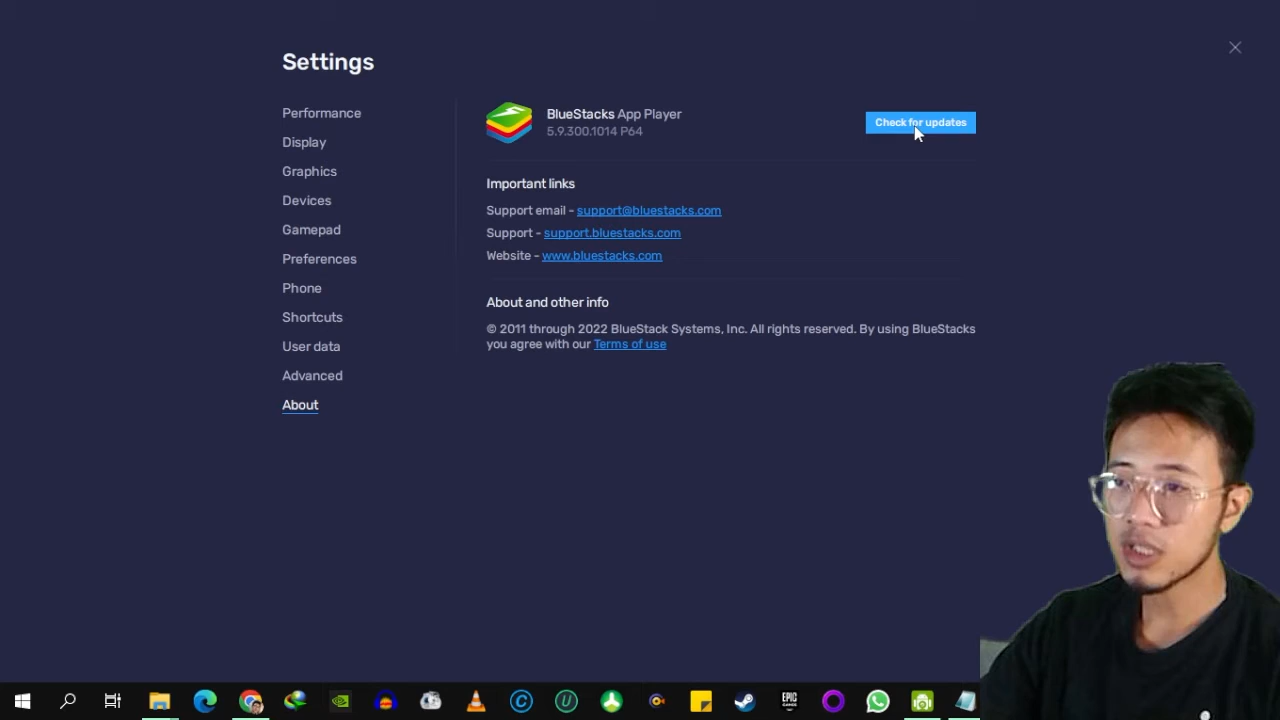 Settings
Performance
Display
Graphics
Devices
Gamepad
Preferences
Phone
Shortcuts
User data
Advanced
About
BlueStacks App Player
5.9.300.1014 P64
Check for updates
Important links
Support email - support@bluestacks.com
Support - support.bluestacks.com
Website - www.bluestacks.com
About and other info
© 2011 through 2022 BlueStack Systems, Inc. All rights reserved. By using BlueStacks
you agree with our Terms of use
EPIC
GAMES